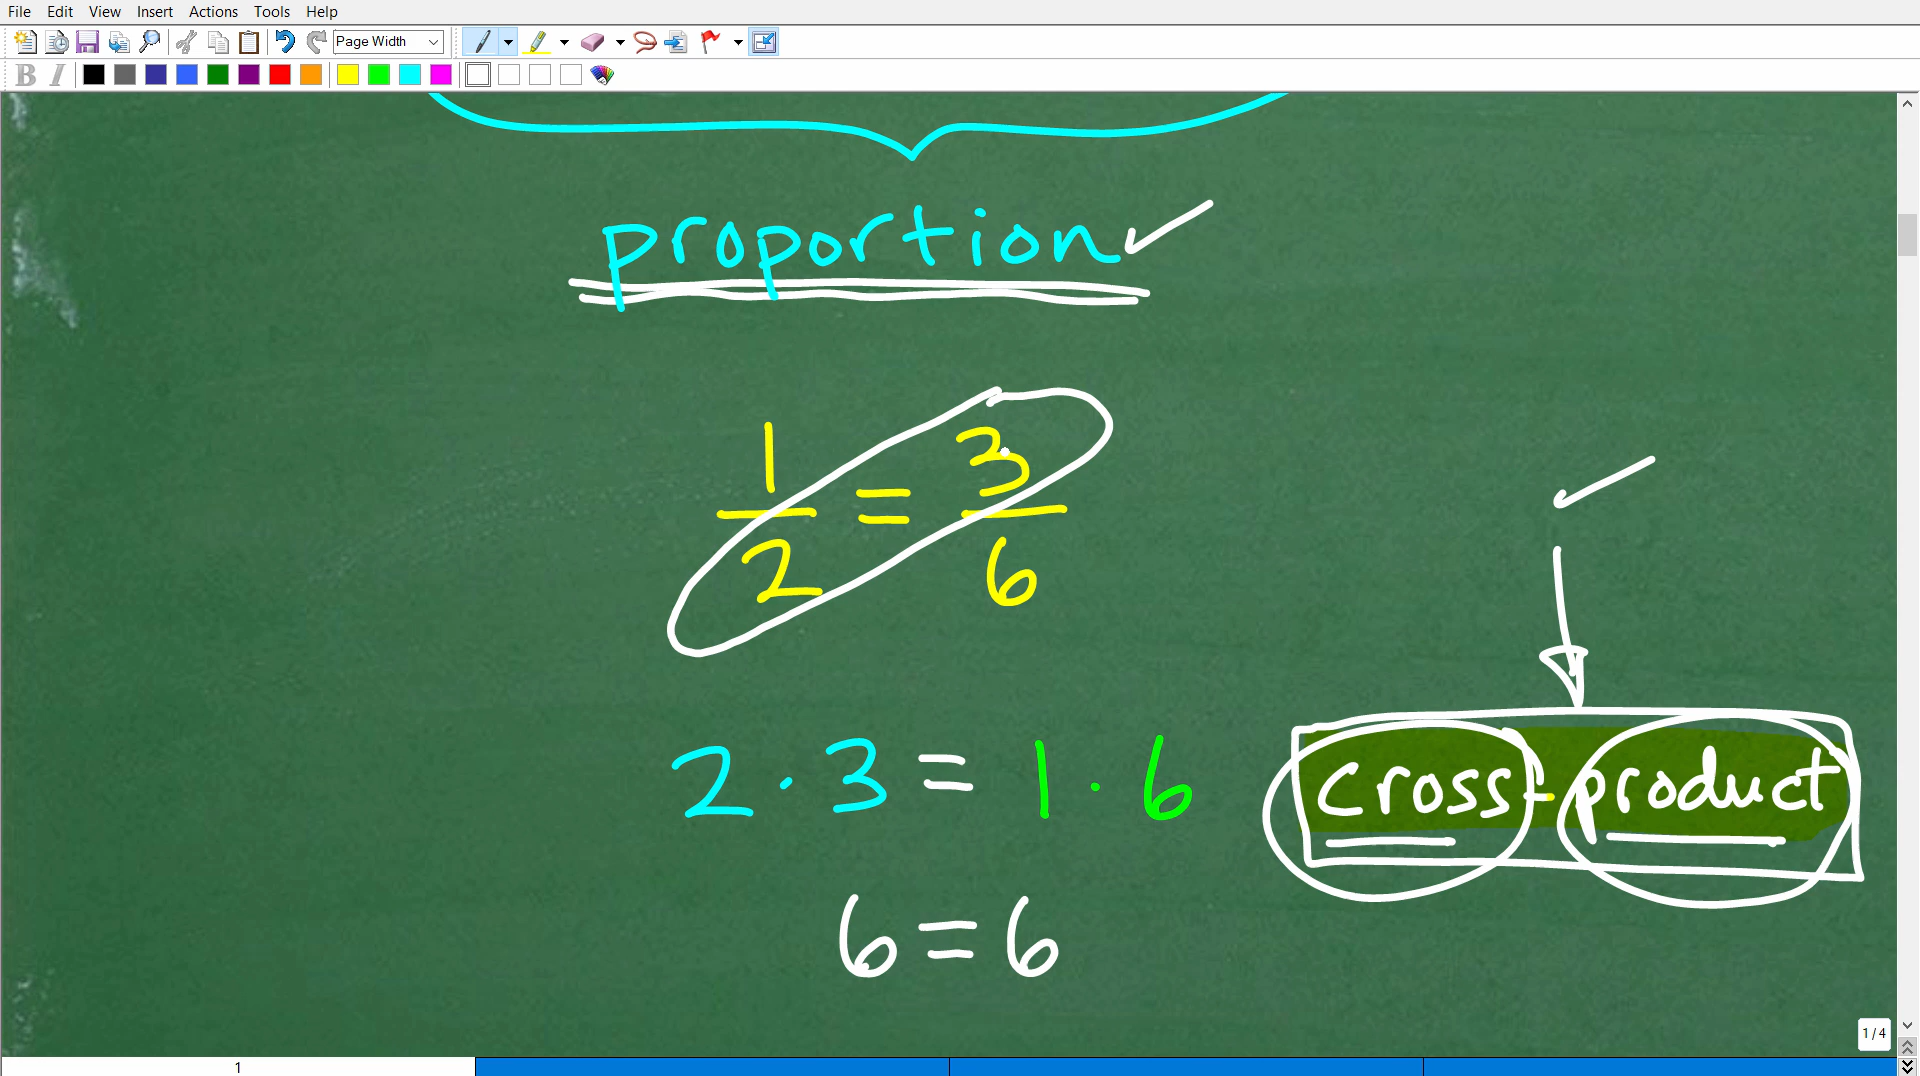 File Edit View Insert Actions Tools Help
Page Width
B I
proportion
1/2 = 3/6
2 · 3 = 1 · 6
cross-product
6 = 6
1 / 4
1